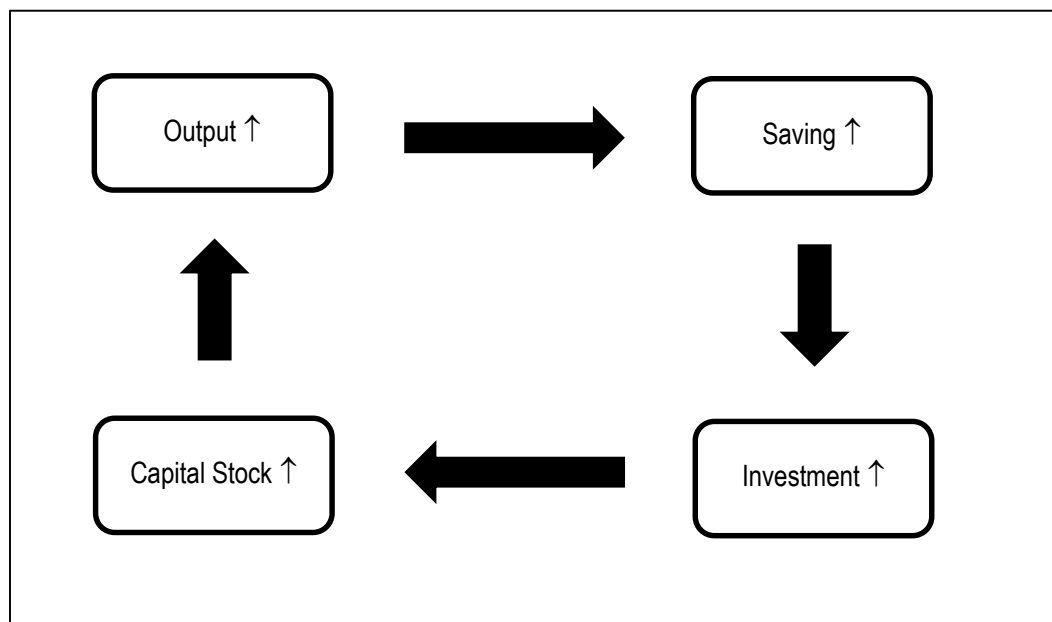 Output ↑
Saving ↑
Capital Stock ↑
Investment ↑